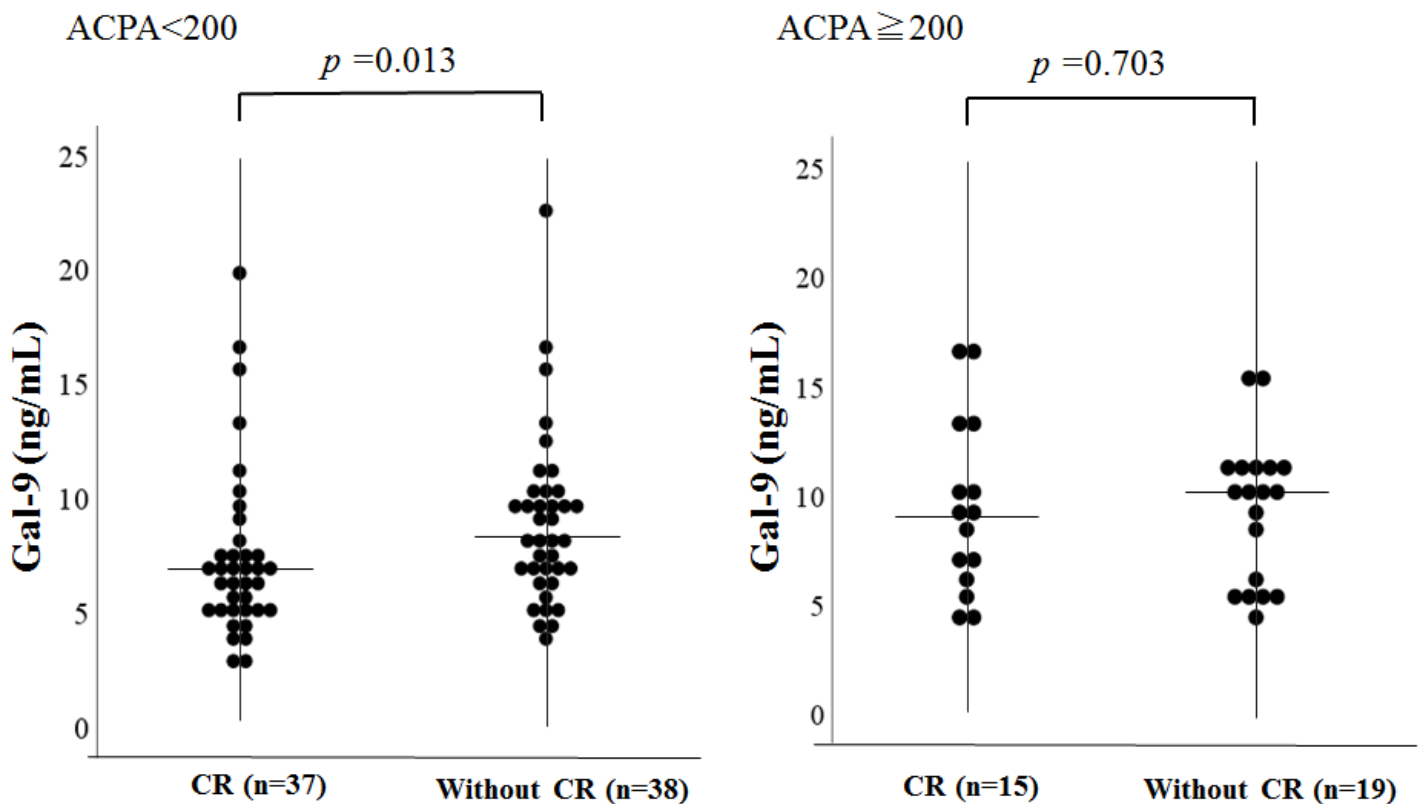 ACPA<200
p =0.013
25
20
15
10
5
0
Gal-9 (ng/mL)
CR (n=37)
Without CR (n=38)
ACPA≧200
p =0.703
25
20
15
10
5
0
Gal-9 (ng/mL)
CR (n=15)
Without CR (n=19)